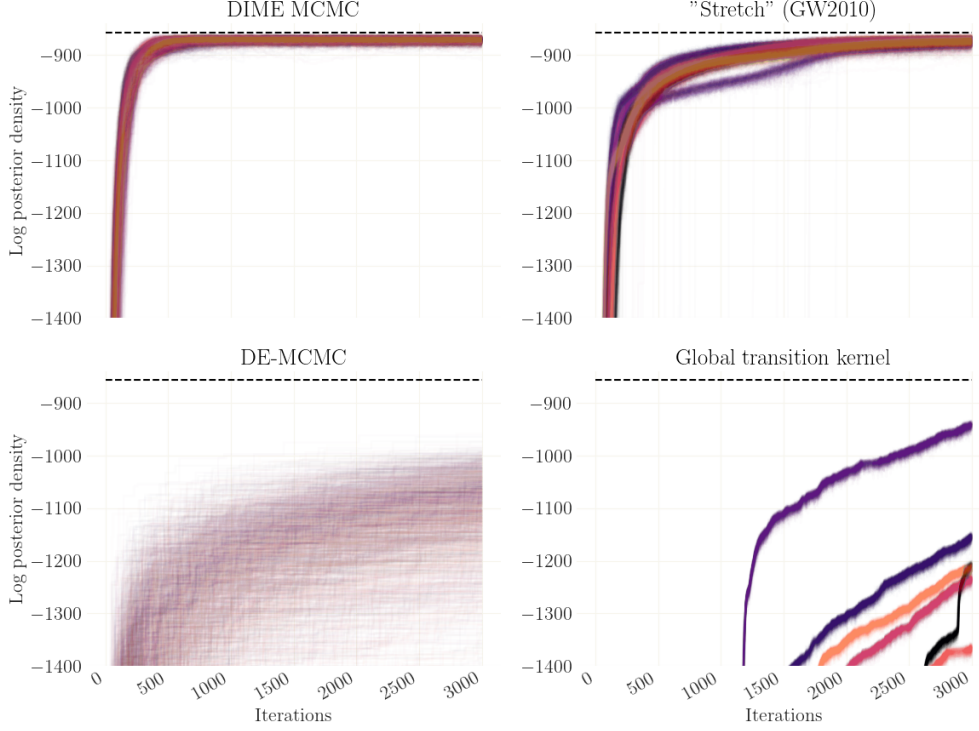 DIME MCMC
"Stretch" (GW2010)
Log posterior density
−900
−1000
−1100
−1200
−1300
−1400
−900
−1000
−1100
−1200
−1300
−1400
DE-MCMC
Global transition kernel
Log posterior density
−900
−1000
−1100
−1200
−1300
−1400
−900
−1000
−1100
−1200
−1300
−1400
0 500 1000 1500 2000 2500 3000
0 500 1000 1500 2000 2500 3000
Iterations
Iterations